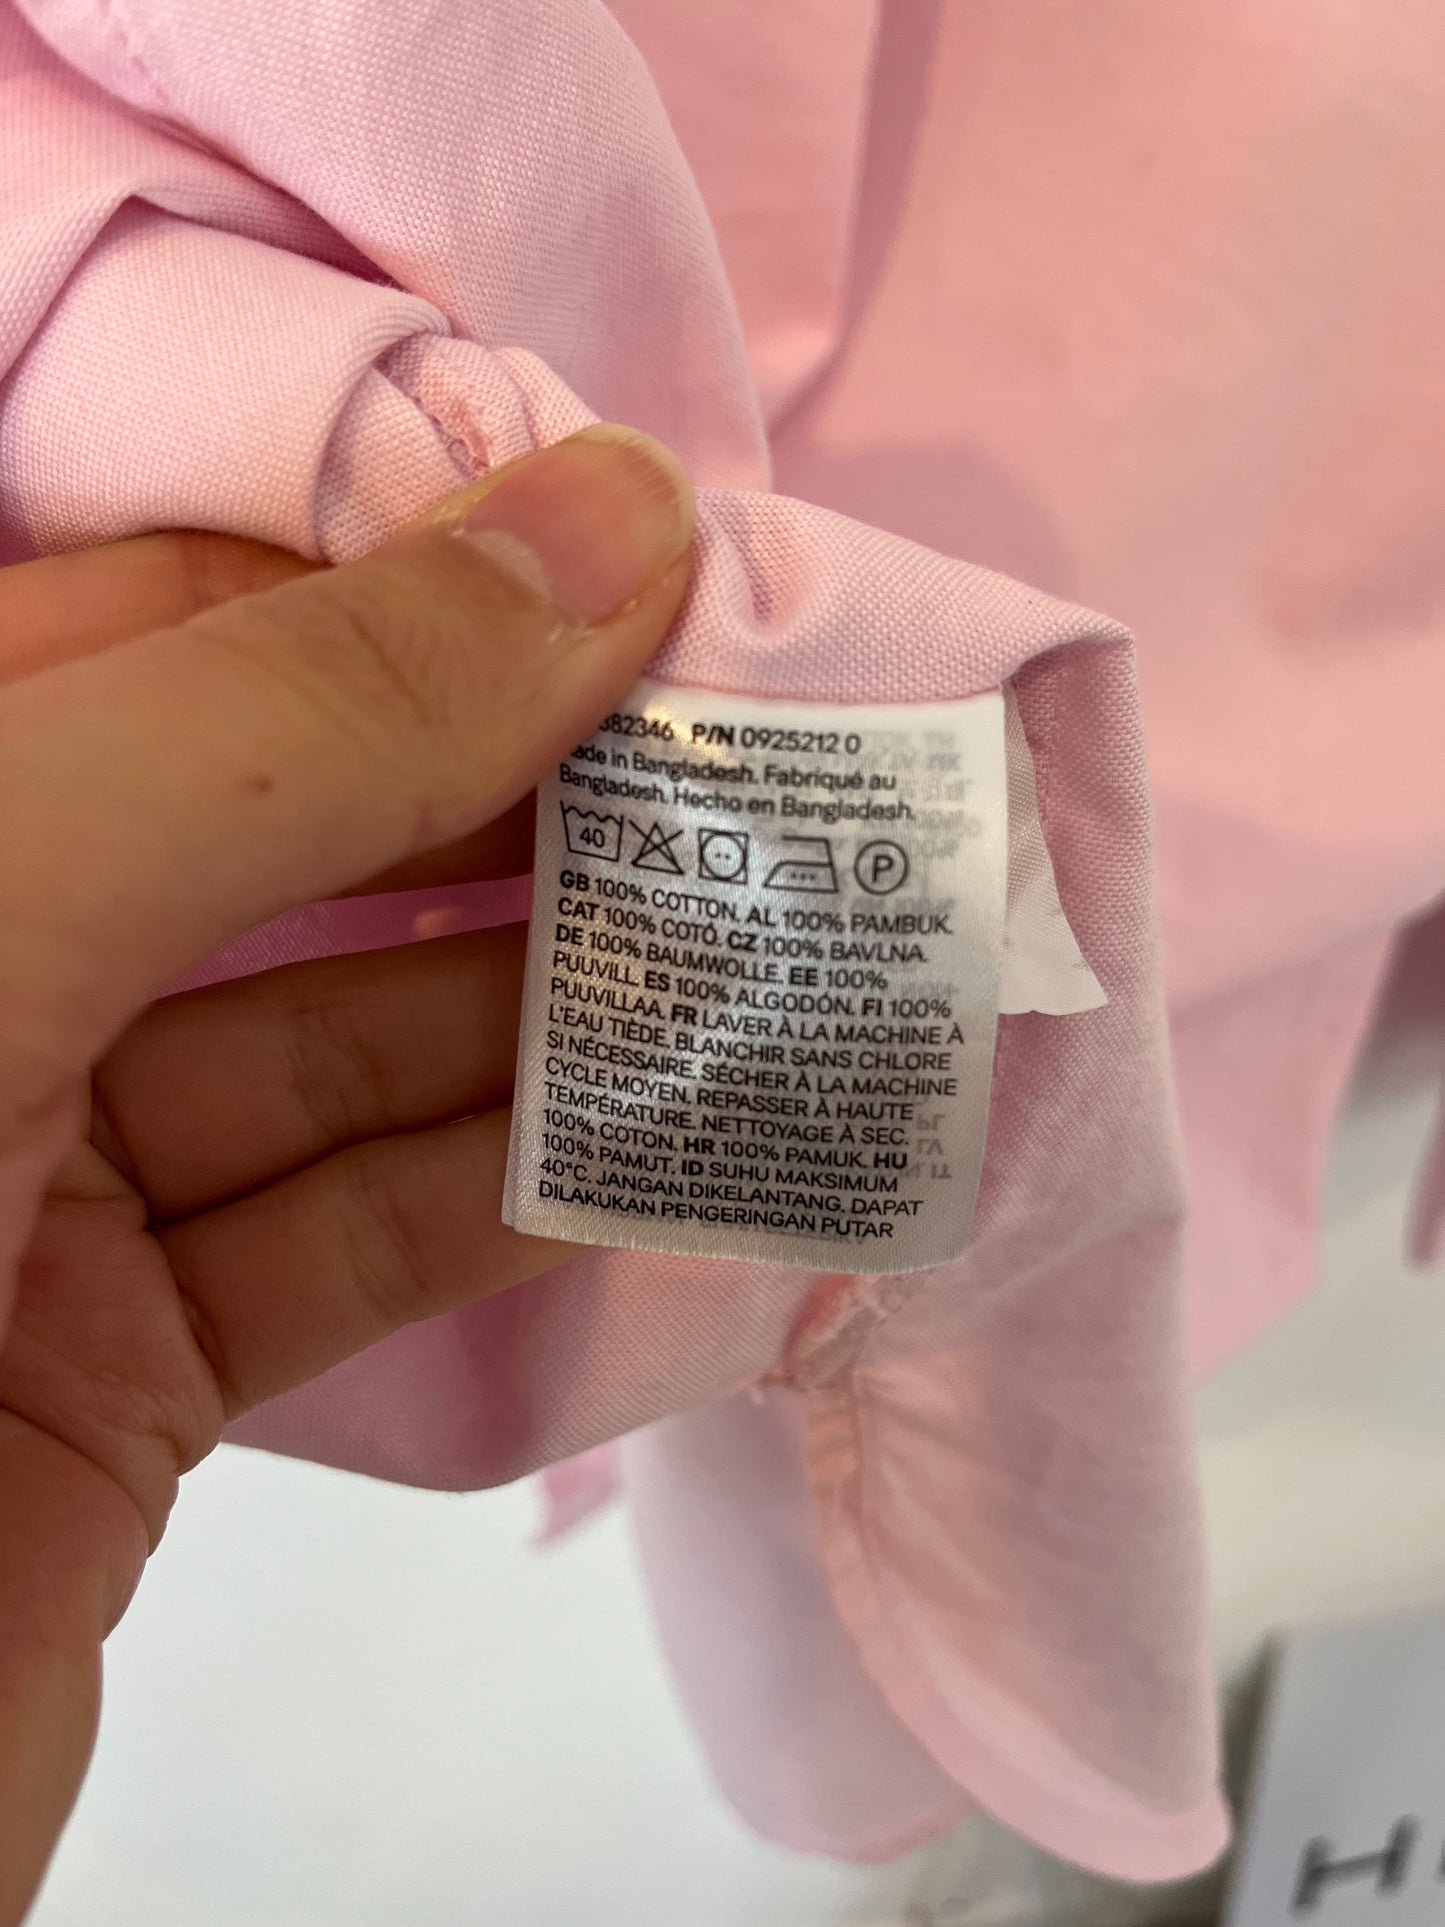 382346 P/N 0925212 0
Made in Bangladesh. Fabriqué au
Bangladesh. Hecho en Bangladesh.
40 P
GB 100% COTTON. AL 100% PAMBUK.
CAT 100% COTÓ. CZ 100% BAVLNA.
DE 100% BAUMWOLLE. EE 100%
PUUVILL. ES 100% ALGODÓN. FI 100%
PUUVILLAA. FR LAVER À LA MACHINE À
L'EAU TIÈDE. BLANCHIR SANS CHLORE
SI NÉCESSAIRE. SÉCHER À LA MACHINE
CYCLE MOYEN. REPASSER À HAUTE
TEMPÉRATURE. NETTOYAGE À SEC.
100% COTON. HR 100% PAMUK. HU
100% PAMUT. ID SUHU MAKSIMUM
40°C. JANGAN DIKELANTANG. DAPAT
DILAKUKAN PENGERINGAN PUTAR